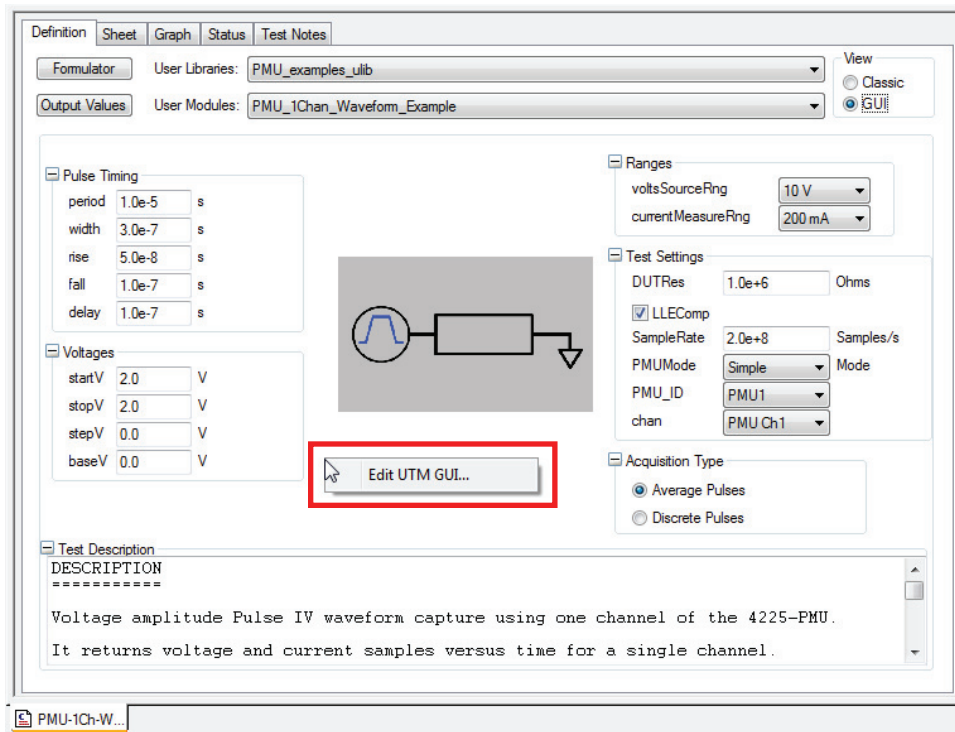 Definition Sheet Graph Status Test Notes
Formulator User Libraries: PMU_examples_ulib
Output Values User Modules: PMU_1Chan_Waveform_Example
View
Classic
GUI
Pulse Timing
period 1.0e-5 s
width 3.0e-7 s
rise 5.0e-8 s
fall 1.0e-7 s
delay 1.0e-7 s
Voltages
startV 2.0 V
stopV 2.0 V
stepV 0.0 V
baseV 0.0 V
Edit UTM GUI...
Ranges
voltsSourceRng 10 V
currentMeasureRng 200 mA
Test Settings
DUTRes 1.0e+6 Ohms
LLEComp
SampleRate 2.0e+8 Samples/s
PMUMode Simple Mode
PMU_ID PMU1
chan PMU Ch1
Acquisition Type
Average Pulses
Discrete Pulses
Test Description
DESCRIPTION
===========
Voltage amplitude Pulse IV waveform capture using one channel of the 4225-PMU.
It returns voltage and current samples versus time for a single channel.
PMU-1Ch-W...